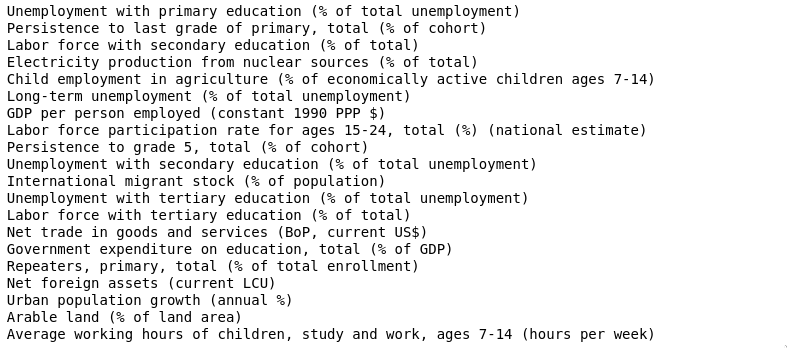 Unemployment with primary education (% of total unemployment)
Persistence to last grade of primary, total (% of cohort)
Labor force with secondary education (% of total)
Electricity production from nuclear sources (% of total)
Child employment in agriculture (% of economically active children ages 7-14)
Long-term unemployment (% of total unemployment)
GDP per person employed (constant 1990 PPP $)
Labor force participation rate for ages 15-24, total (%) (national estimate)
Persistence to grade 5, total (% of cohort)
Unemployment with secondary education (% of total unemployment)
International migrant stock (% of population)
Unemployment with tertiary education (% of total unemployment)
Labor force with tertiary education (% of total)
Net trade in goods and services (BoP, current US$)
Government expenditure on education, total (% of GDP)
Repeaters, primary, total (% of total enrollment)
Net foreign assets (current LCU)
Urban population growth (annual %)
Arable land (% of land area)
Average working hours of children, study and work, ages 7-14 (hours per week)